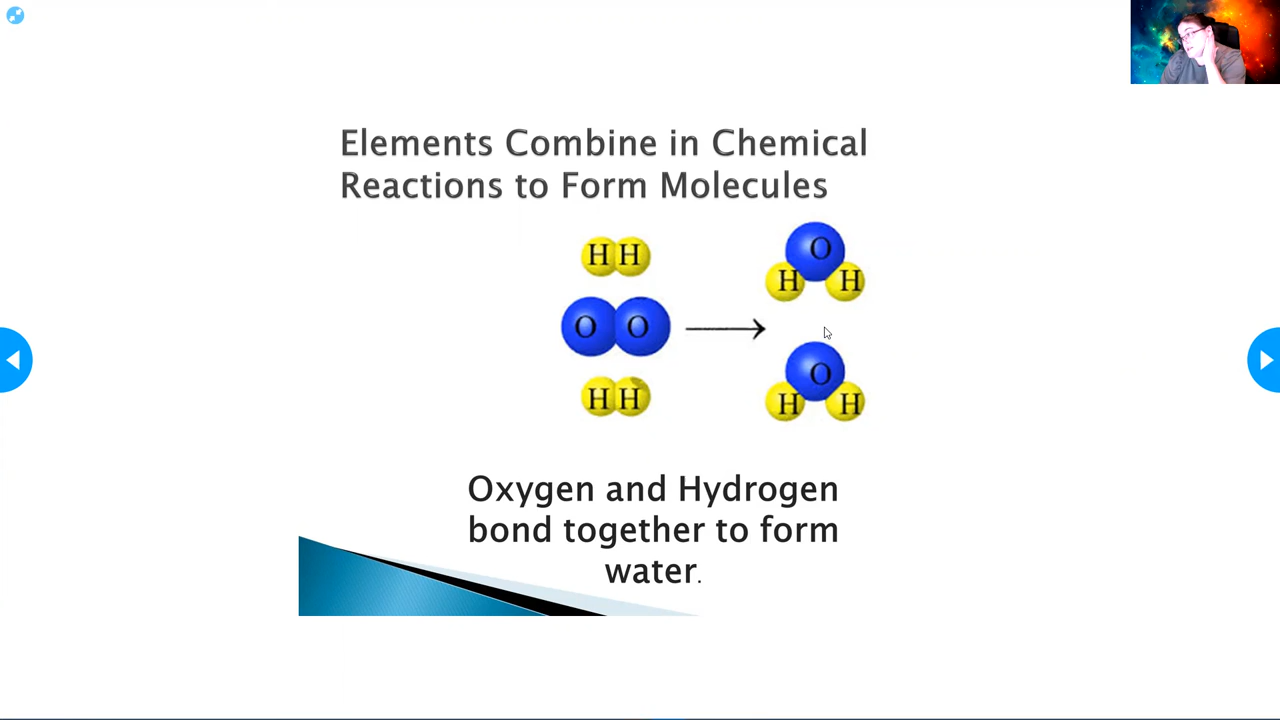 Elements Combine in Chemical
Reactions to Form Molecules
H H
O O
H H
O
H H
O
H H
Oxygen and Hydrogen
bond together to form
water.